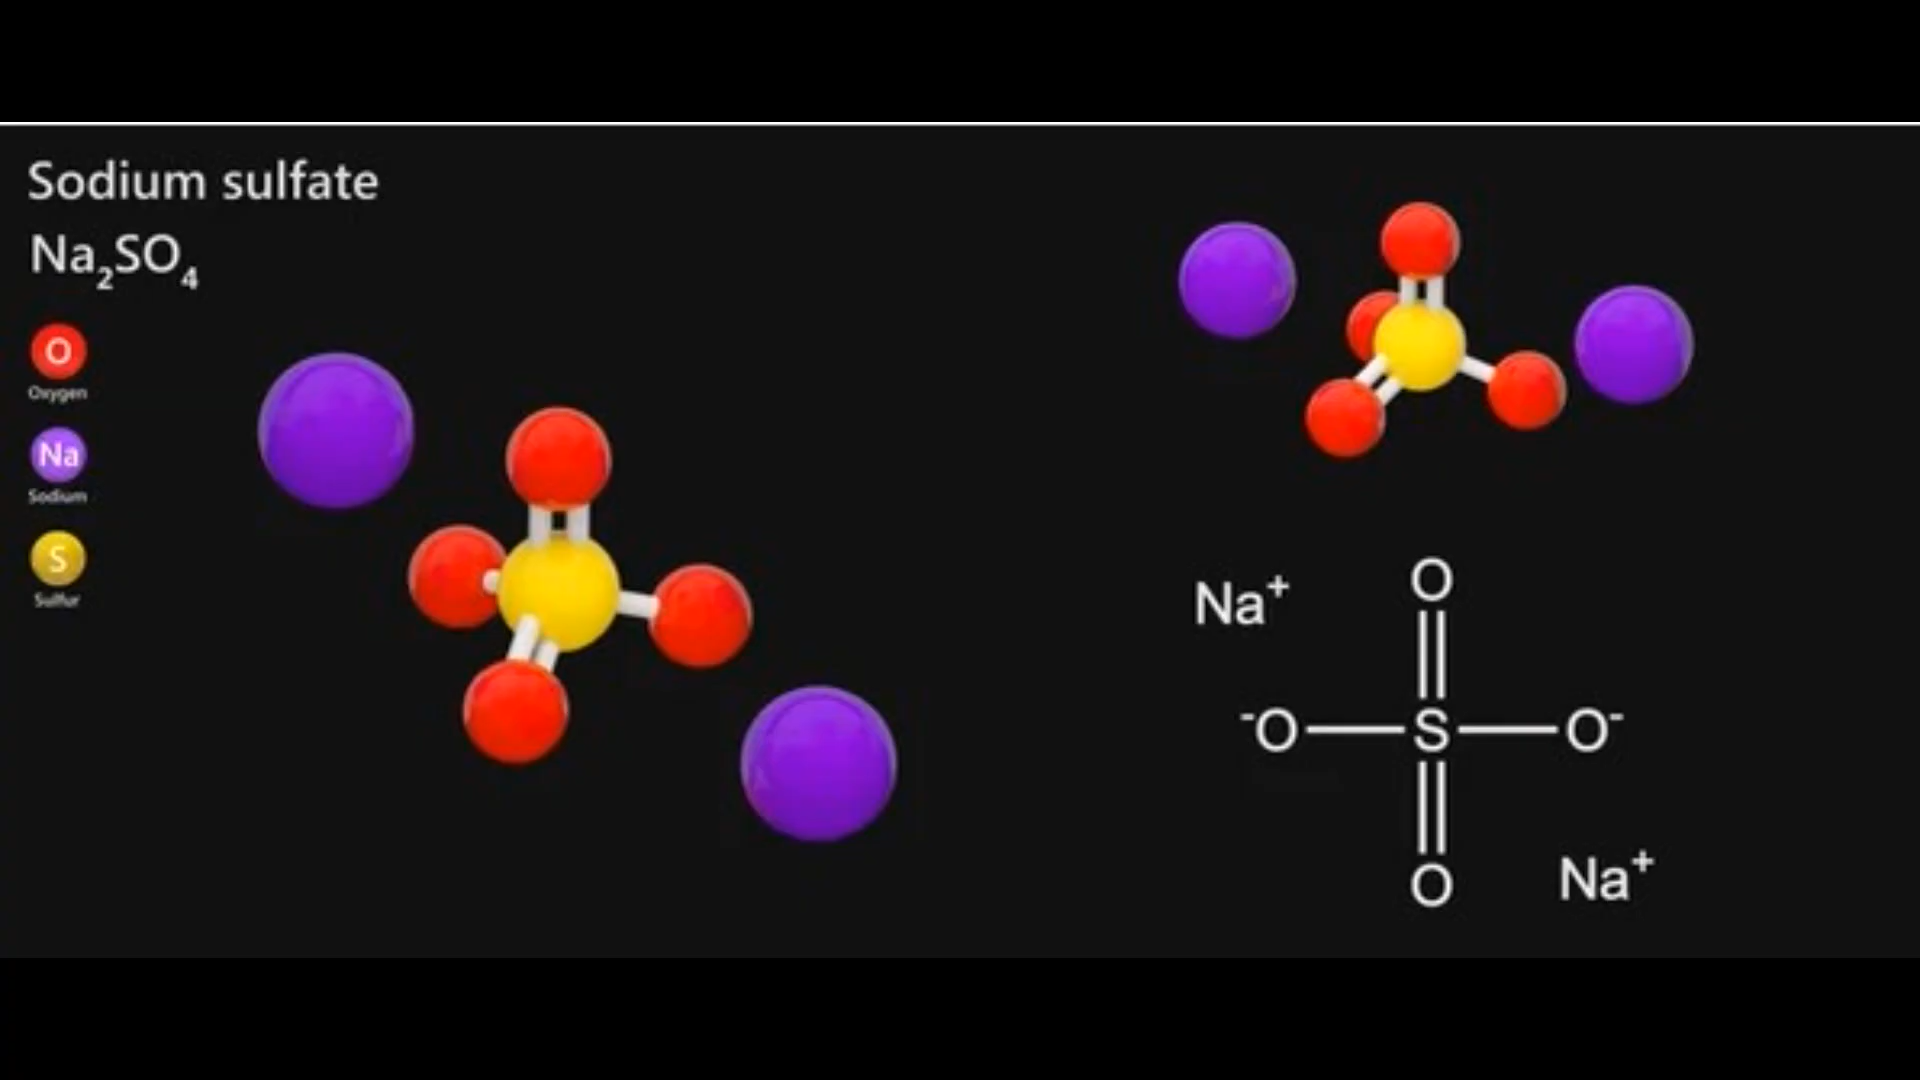 Sodium sulfate
Na₂SO₄
O
Oxygen
Na
Sodium
S
Sulfur
Na⁺
O
⁻O
S
O⁻
O
Na⁺